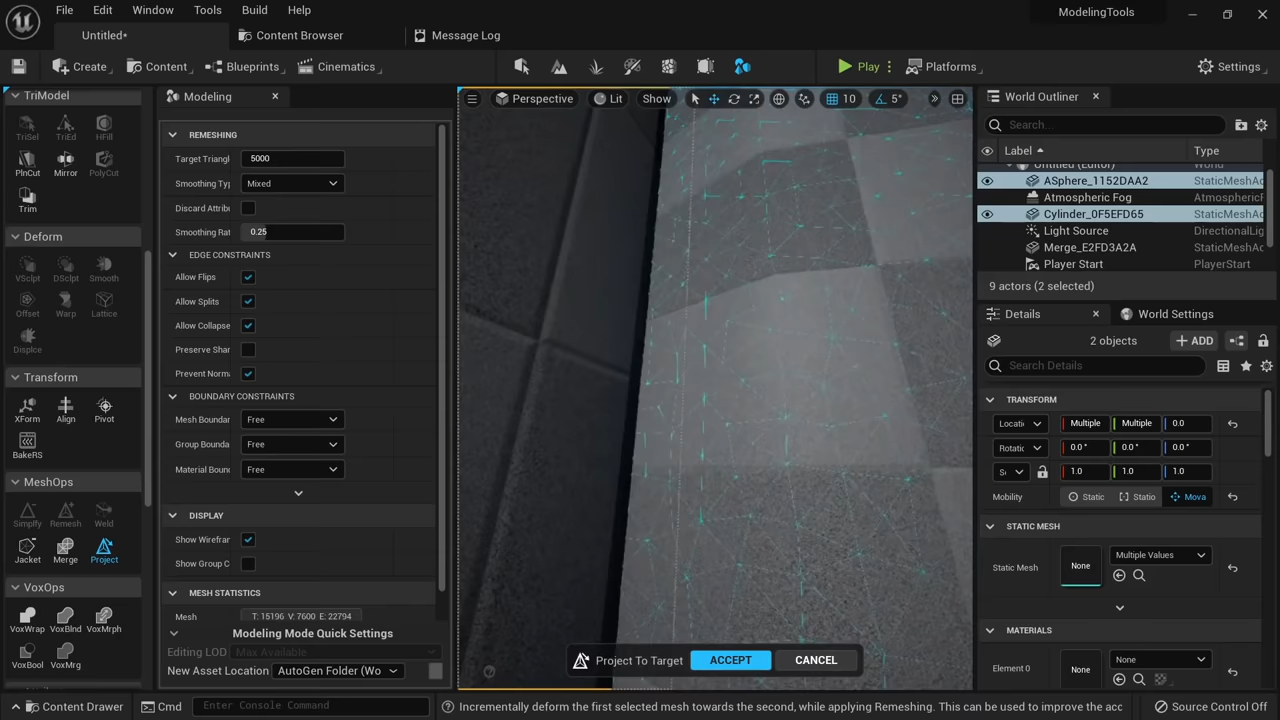 File Edit Window Tools Build Help
ModelingTools
Untitled*
Content Browser
Message Log
Create
Content
Blueprints
Cinematics
Play
Platforms
Settings
TriModel
TriSel TriEd HFill
PlnCut Mirror PolyCut
Trim
Deform
VSclpt DSclpt Smooth
Offset Warp Lattice
Displce
Transform
XForm Align Pivot
BakeRS
MeshOps
Simplfy Remesh Weld
Jacket Merge Project
VoxOps
VoxWrap VoxBlnd VoxMrph
VoxBool VoxMrg
Modeling
REMESHING
Target Triangl 5000
Smoothing Ty Mixed
Discard Attrib
Smoothing Rat 0.25
EDGE CONSTRAINTS
Allow Flips
Allow Splits
Allow Collapse
Preserve Shar
Prevent Norm
BOUNDARY CONSTRAINTS
Mesh Boundar Free
Group Bounda Free
Material Boun Free
DISPLAY
Show Wirefrar
Show Group C
MESH STATISTICS
Mesh T: 15196 V: 7600 E: 22794
Modeling Mode Quick Settings
Editing LOD Max Available
New Asset Location AutoGen Folder (Wo
Perspective Lit Show 10 5°
Project To Target ACCEPT CANCEL
World Outliner
Search...
Label Type
Untitled (Editor) World
ASphere_1152DAA2 StaticMeshAc
Atmospheric Fog AtmosphericF
Cylinder_0F5EFD65 StaticMeshAc
Light Source DirectionalLig
Merge_E2FD3A2A StaticMeshAc
Player Start PlayerStart
9 actors (2 selected)
Details
World Settings
2 objects
ADD
Search Details
TRANSFORM
Locati Multiple Multiple 0.0
Rotatic 0.0° 0.0° 0.0°
S 1.0 1.0 1.0
Mobility Static Statio Mova
STATIC MESH
Static Mesh None Multiple Values
MATERIALS
Element 0 None None
Content Drawer
Cmd
Enter Console Command
Incrementally deform the first selected mesh towards the second, while applying Remeshing. This can be used to improve the acc
Source Control Off